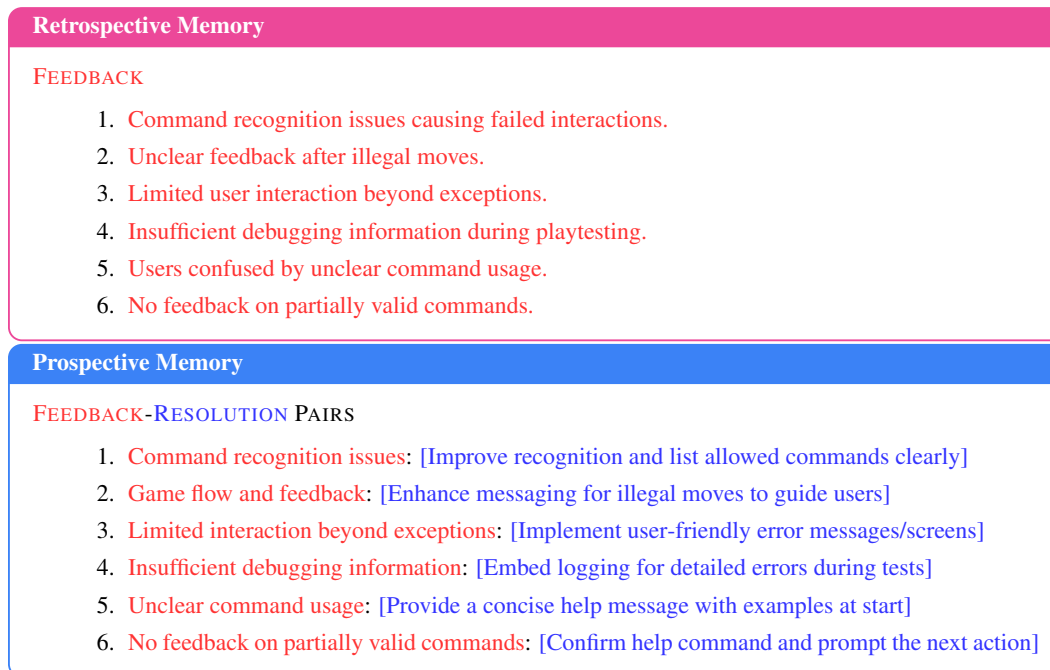 Retrospective Memory
FEEDBACK
1. Command recognition issues causing failed interactions.
2. Unclear feedback after illegal moves.
3. Limited user interaction beyond exceptions.
4. Insufficient debugging information during playtesting.
5. Users confused by unclear command usage.
6. No feedback on partially valid commands.
Prospective Memory
FEEDBACK-RESOLUTION PAIRS
1. Command recognition issues: [Improve recognition and list allowed commands clearly]
2. Game flow and feedback: [Enhance messaging for illegal moves to guide users]
3. Limited interaction beyond exceptions: [Implement user-friendly error messages/screens]
4. Insufficient debugging information: [Embed logging for detailed errors during tests]
5. Unclear command usage: [Provide a concise help message with examples at start]
6. No feedback on partially valid commands: [Confirm help command and prompt the next action]